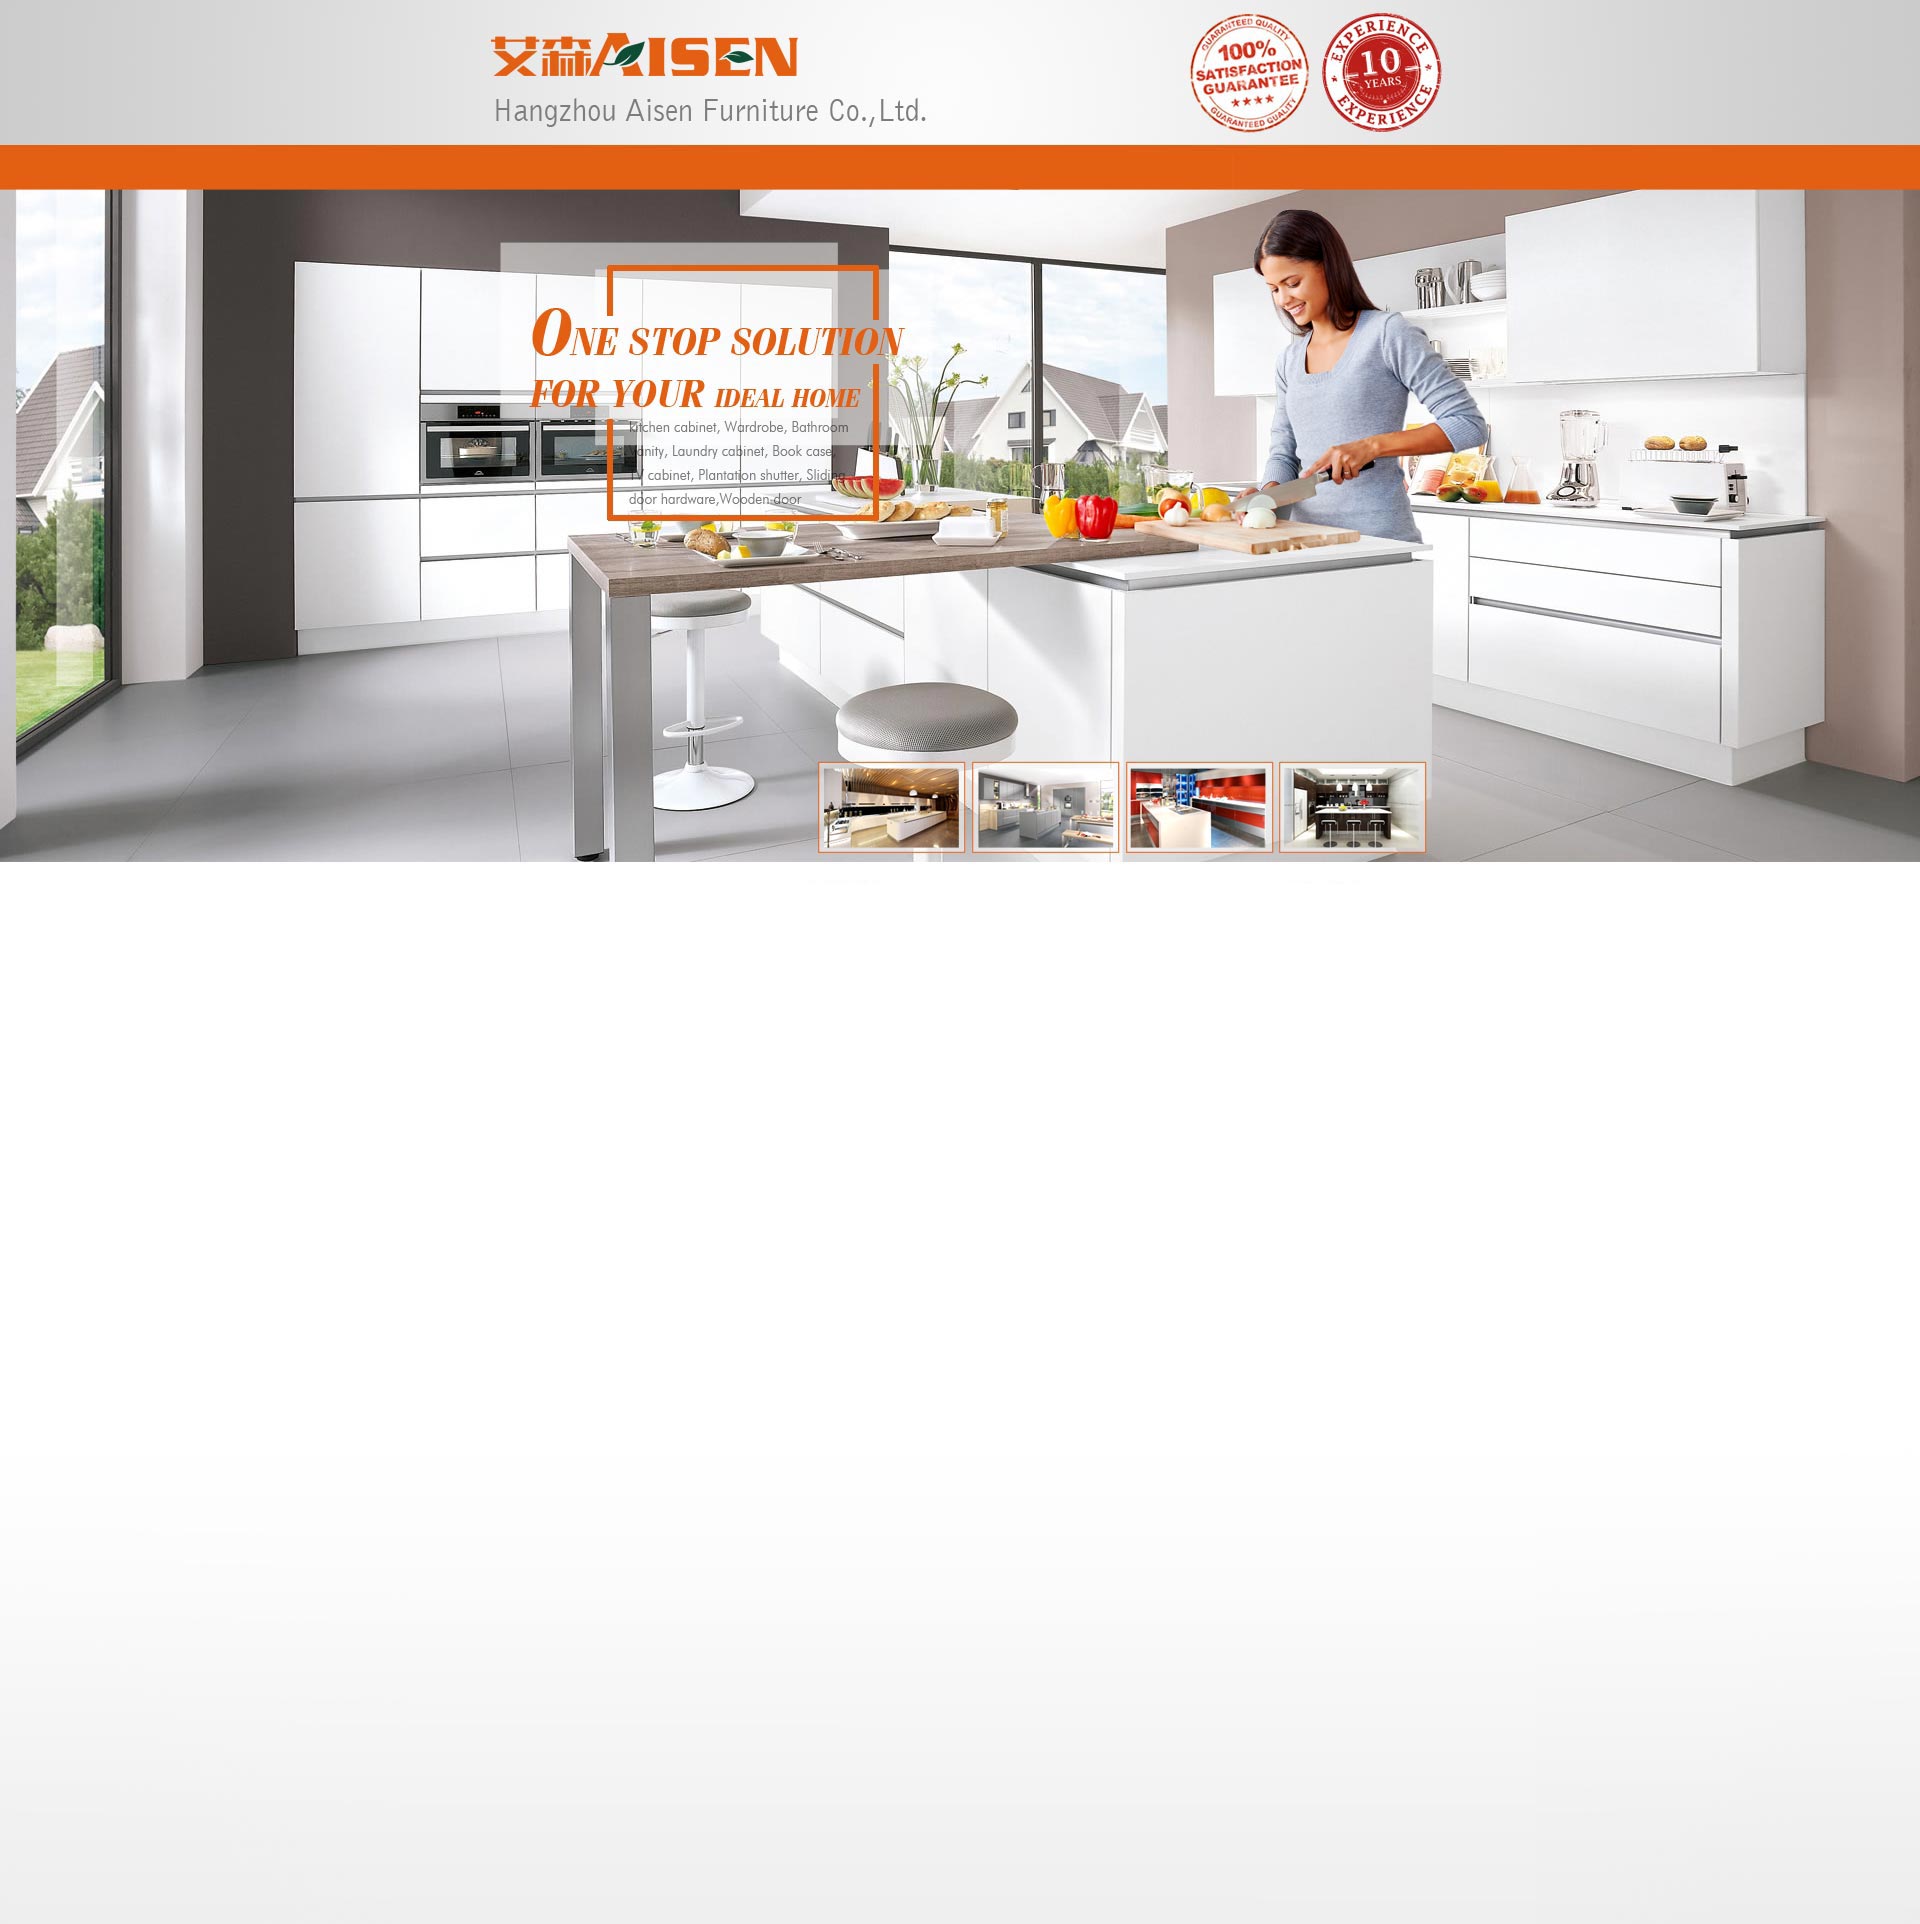 艾森AISEN
Hangzhou Aisen Furniture Co.,Ltd.
GUARANTEED QUALITY
100%
SATISFACTION
GUARANTEE
GUARANTEED QUALITY
EXPERIENCE
10
YEARS
EXPERIENCE
ONE STOP SOLUTION
FOR YOUR IDEAL HOME
Kitchen cabinet, Wardrobe, Bathroom
Vanity, Laundry cabinet, Book case,
TV cabinet, Plantation shutter, Sliding
door hardware,Wooden door